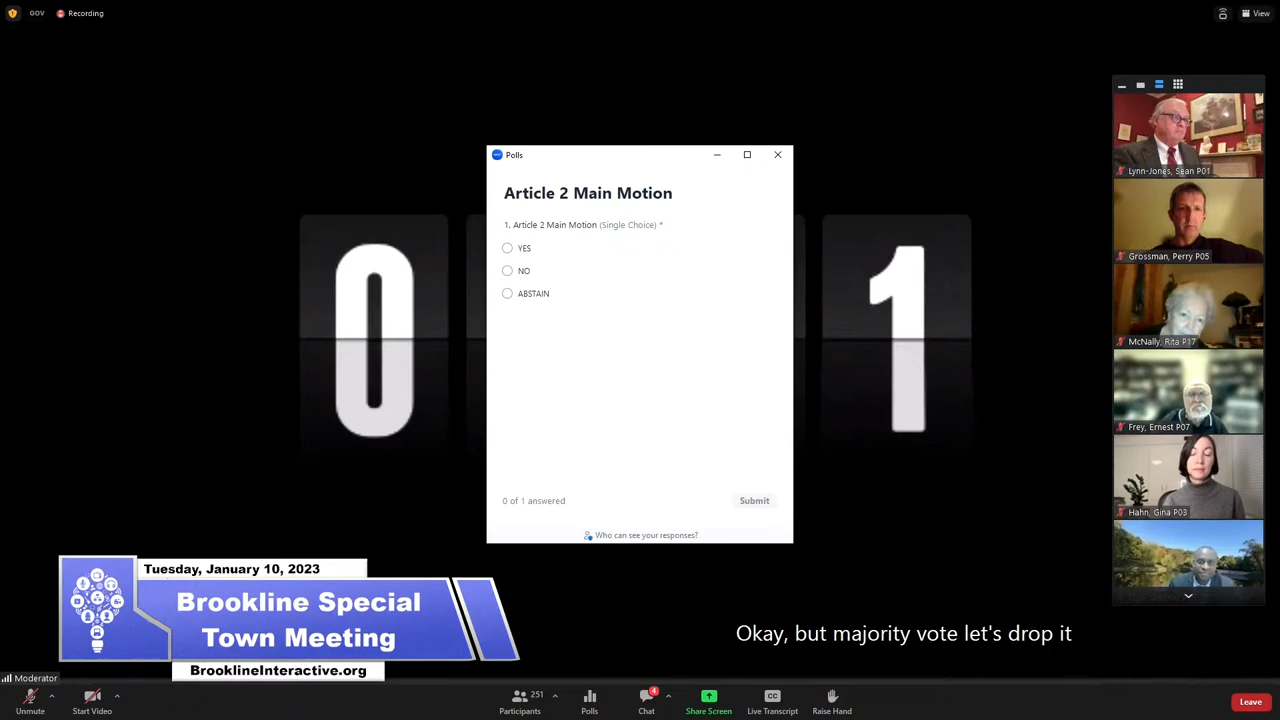 GOV
Recording
View
Polls
Article 2 Main Motion
1. Article 2 Main Motion (Single Choice) *
YES
NO
ABSTAIN
0 of 1 answered
Submit
Who can see your responses?
0
1
Lynn-Jones, Sean P01
Grossman, Perry P05
McNally, Rita P17
Frey, Ernest P07
Hahn, Gina P03
Tuesday, January 10, 2023
Brookline Special
Town Meeting
BrooklineInteractive.org
Okay, but majority vote let's drop it
Moderator
Unmute
Start Video
251
Participants
Polls
4
Chat
Share Screen
CC
Live Transcript
Raise Hand
Leave